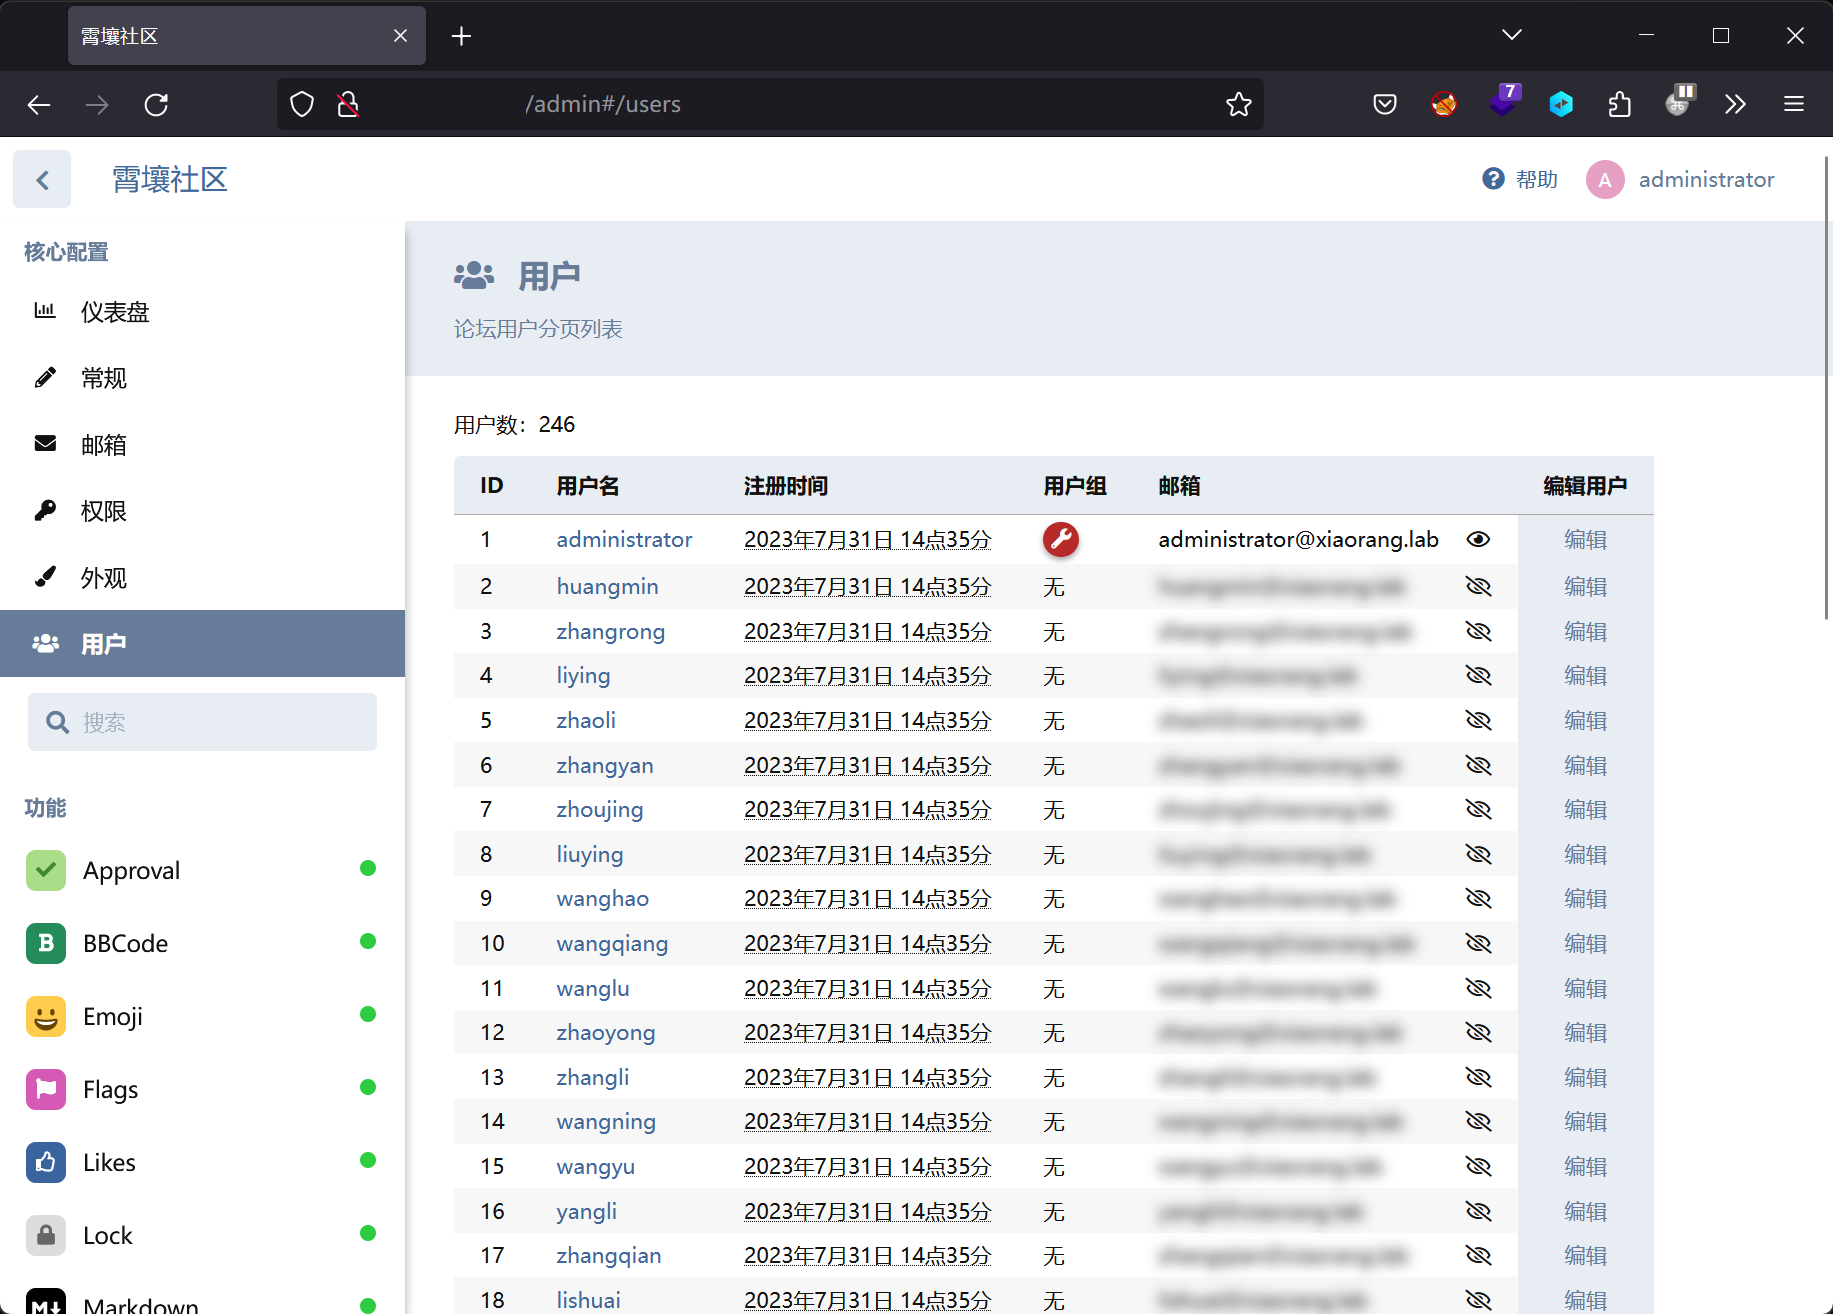 霄壤社区
/admin#/users
7
霄壤社区
帮助
A
administrator
核心配置
仪表盘
常规
邮箱
权限
外观
用户
搜索
功能
Approval
B
BBCode
Emoji
Flags
Likes
Lock
M
Markdown
用户
论坛用户分页列表
用户数：246
ID 用户名 注册时间 用户组 邮箱 编辑用户
1 administrator 2023年7月31日 14点35分 administrator@xiaorang.lab 编辑
2 huangmin 2023年7月31日 14点35分 无 编辑
3 zhangrong 2023年7月31日 14点35分 无 编辑
4 liying 2023年7月31日 14点35分 无 编辑
5 zhaoli 2023年7月31日 14点35分 无 编辑
6 zhangyan 2023年7月31日 14点35分 无 编辑
7 zhoujing 2023年7月31日 14点35分 无 编辑
8 liuying 2023年7月31日 14点35分 无 编辑
9 wanghao 2023年7月31日 14点35分 无 编辑
10 wangqiang 2023年7月31日 14点35分 无 编辑
11 wanglu 2023年7月31日 14点35分 无 编辑
12 zhaoyong 2023年7月31日 14点35分 无 编辑
13 zhangli 2023年7月31日 14点35分 无 编辑
14 wangning 2023年7月31日 14点35分 无 编辑
15 wangyu 2023年7月31日 14点35分 无 编辑
16 yangli 2023年7月31日 14点35分 无 编辑
17 zhangqian 2023年7月31日 14点35分 无 编辑
18 lishuai 2023年7月31日 14点35分 无 编辑